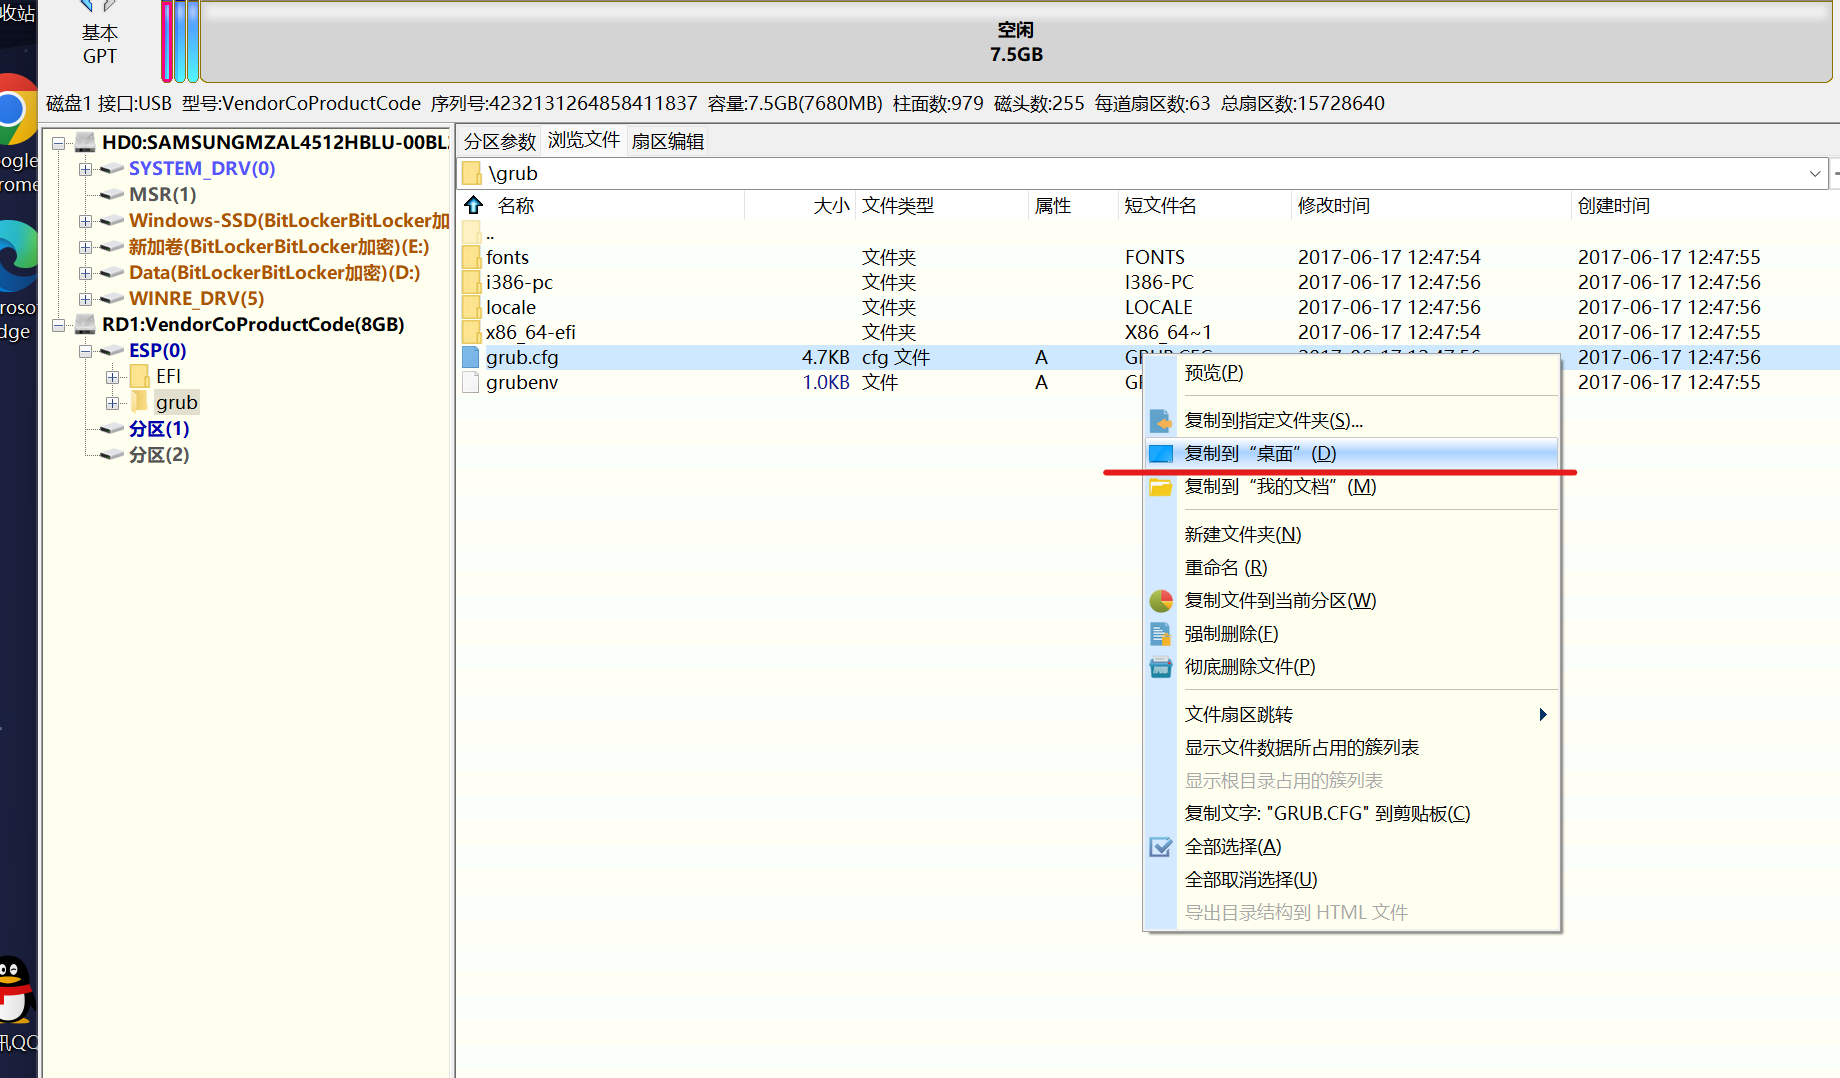 收站
基本
GPT
空闲
7.5GB
磁盘1 接口:USB 型号:VendorCoProductCode 序列号:4232131264858411837 容量:7.5GB(7680MB) 柱面数:979 磁头数:255 每道扇区数:63 总扇区数:15728640
ogle
rome
rosof
dge
讯QQ
HD0:SAMSUNGMZAL4512HBLU-00BL
SYSTEM_DRV(0)
MSR(1)
Windows-SSD(BitLockerBitLocker加
新加卷(BitLockerBitLocker加密)(E:)
Data(BitLockerBitLocker加密)(D:)
WINRE_DRV(5)
RD1:VendorCoProductCode(8GB)
ESP(0)
EFI
grub
分区(1)
分区(2)
分区参数 浏览文件 扇区编辑
\grub
名称 大小 文件类型 属性 短文件名 修改时间 创建时间
..
fonts 文件夹 FONTS 2017-06-17 12:47:54 2017-06-17 12:47:55
i386-pc 文件夹 I386-PC 2017-06-17 12:47:56 2017-06-17 12:47:56
locale 文件夹 LOCALE 2017-06-17 12:47:56 2017-06-17 12:47:56
x86_64-efi 文件夹 X86_64~1 2017-06-17 12:47:54 2017-06-17 12:47:55
grub.cfg 4.7KB cfg 文件 A GRUB.CFG 2017-06-17 12:47:56 2017-06-17 12:47:56
grubenv 1.0KB 文件 A GR 2017-06-17 12:47:55
预览(P)
复制到指定文件夹(S)...
复制到“桌面”(D)
复制到“我的文档”(M)
新建文件夹(N)
重命名 (R)
复制文件到当前分区(W)
强制删除(F)
彻底删除文件(P)
文件扇区跳转
显示文件数据所占用的簇列表
显示根目录占用的簇列表
复制文字: "GRUB.CFG" 到剪贴板(C)
全部选择(A)
全部取消选择(U)
导出目录结构到 HTML 文件